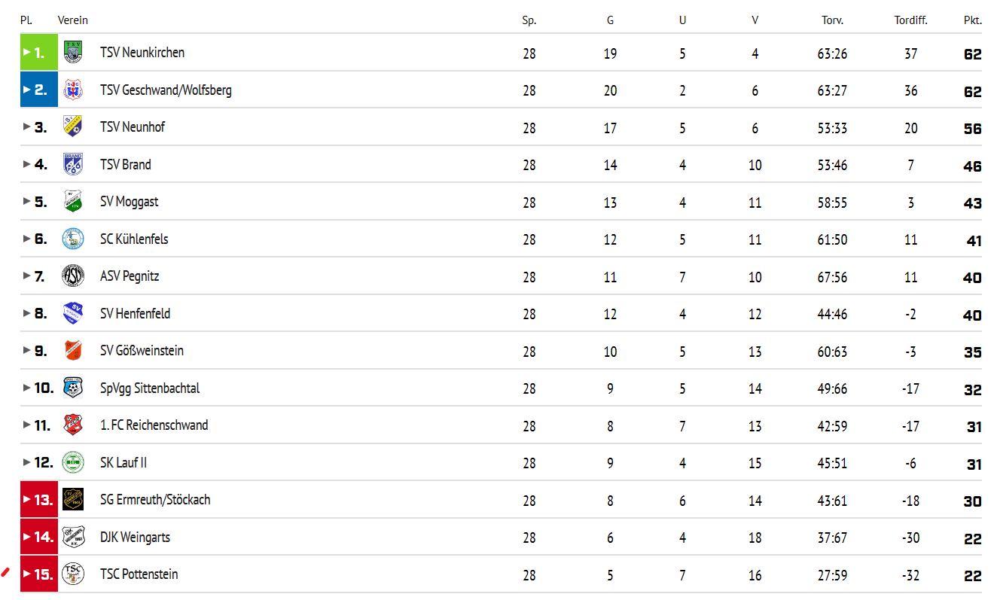 Pl. Verein Sp. G U V Torv. Tordiff. Pkt.
1. TSV Neunkirchen 28 19 5 4 63:26 37 62
2. TSV Geschwand/Wolfsberg 28 20 2 6 63:27 36 62
3. TSV Neunhof 28 17 5 6 53:33 20 56
4. TSV Brand 28 14 4 10 53:46 7 46
5. SV Moggast 28 13 4 11 58:55 3 43
6. SC Kühlenfels 28 12 5 11 61:50 11 41
7. ASV Pegnitz 28 11 7 10 67:56 11 40
8. SV Henfenfeld 28 12 4 12 44:46 -2 40
9. SV Gößweinstein 28 10 5 13 60:63 -3 35
10. SpVgg Sittenbachtal 28 9 5 14 49:66 -17 32
11. 1. FC Reichenschwand 28 8 7 13 42:59 -17 31
12. SK Lauf II 28 9 4 15 45:51 -6 31
13. SG Ermreuth/Stöckach 28 8 6 14 43:61 -18 30
14. DJK Weingarts 28 6 4 18 37:67 -30 22
15. TSC Pottenstein 28 5 7 16 27:59 -32 22